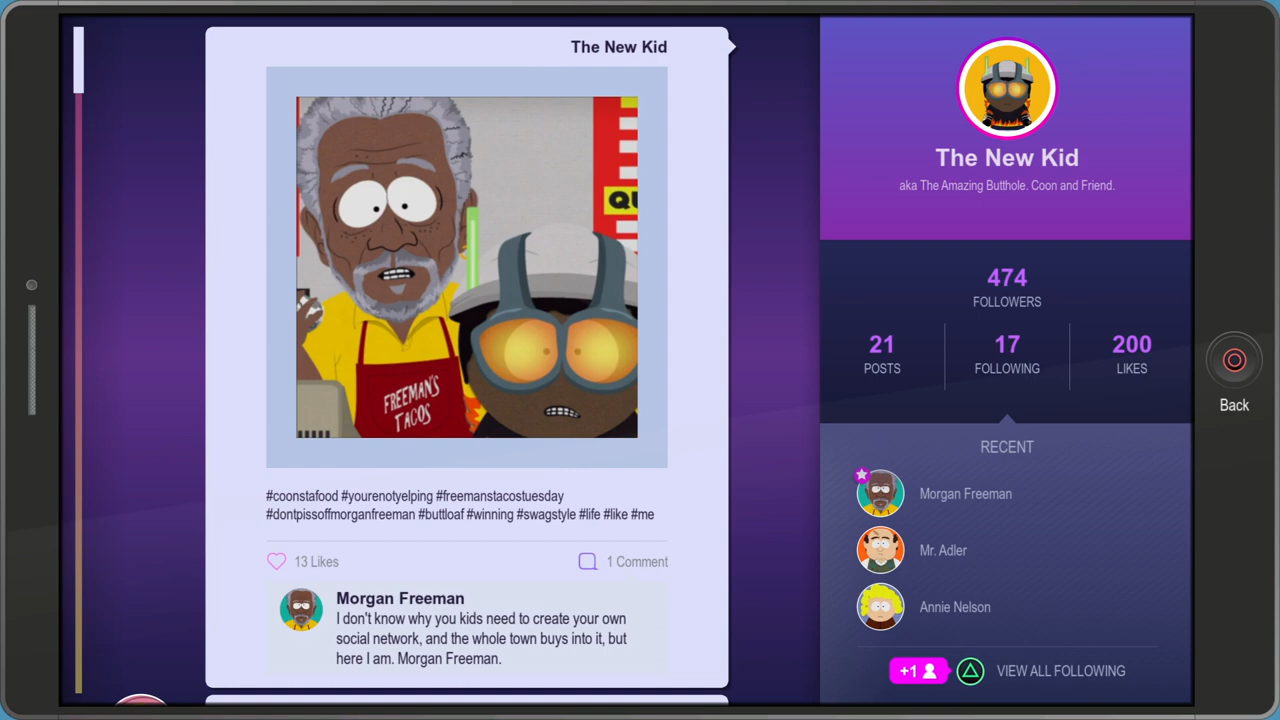 The New Kid
QU
FREEMAN'S
TACOS
#coonstafood #yourenotyelping #freemanstacostuesday
#dontpissoffmorganfreeman #buttloaf #winning #swagstyle #life #like #me
13 Likes
1 Comment
Morgan Freeman
I don't know why you kids need to create your own
social network, and the whole town buys into it, but
here I am. Morgan Freeman.
The New Kid
aka The Amazing Butthole. Coon and Friend.
474
FOLLOWERS
21
POSTS
17
FOLLOWING
200
LIKES
RECENT
Morgan Freeman
Mr. Adler
Annie Nelson
+1
VIEW ALL FOLLOWING
Back